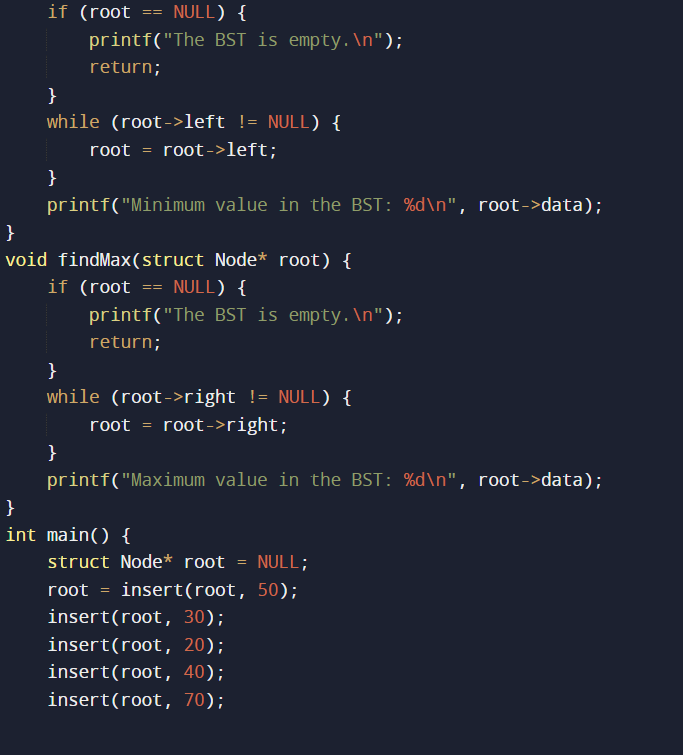 if (root == NULL) {
        printf("The BST is empty.\n");
        return;
    }
    while (root->left != NULL) {
        root = root->left;
    }
    printf("Minimum value in the BST: %d\n", root->data);
}
void findMax(struct Node* root) {
    if (root == NULL) {
        printf("The BST is empty.\n");
        return;
    }
    while (root->right != NULL) {
        root = root->right;
    }
    printf("Maximum value in the BST: %d\n", root->data);
}
int main() {
    struct Node* root = NULL;
    root = insert(root, 50);
    insert(root, 30);
    insert(root, 20);
    insert(root, 40);
    insert(root, 70);